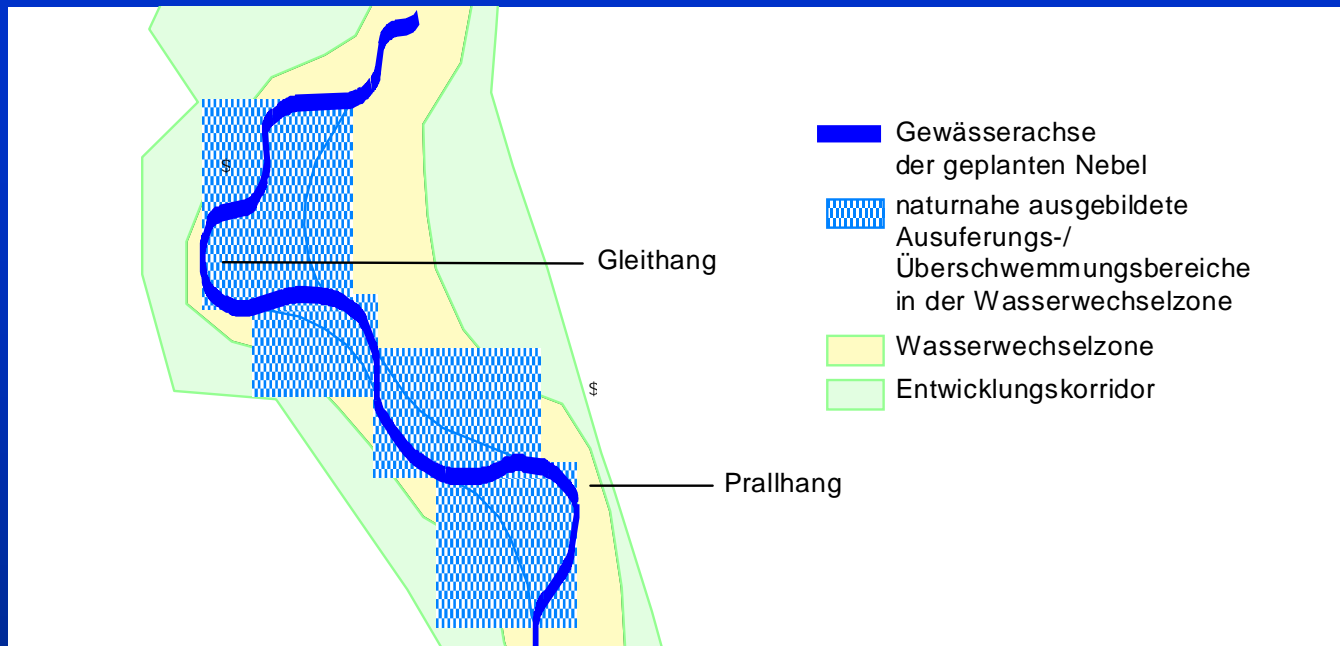 $
Gleithang
$
Prallhang
Gewässerachse
der geplanten Nebel
naturnahe ausgebildete
Ausuferungs-/
Überschwemmungsbereiche
in der Wasserwechselzone
Wasserwechselzone
Entwicklungskorridor